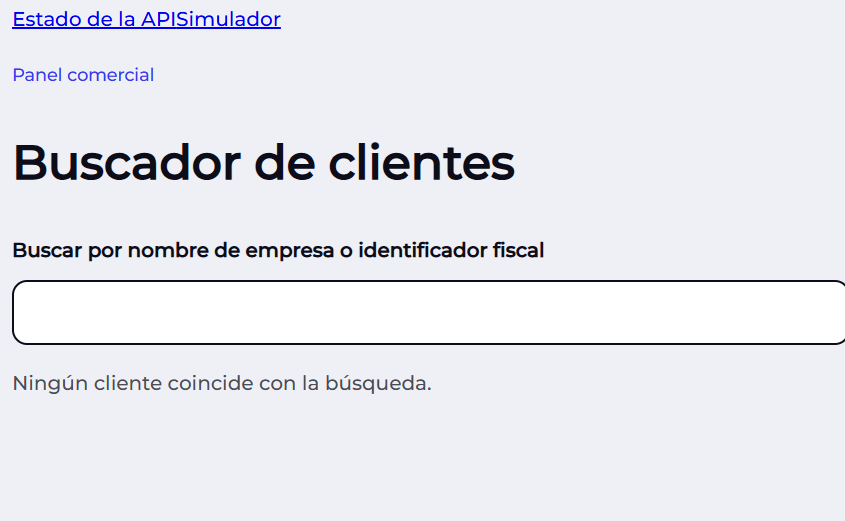 Estado de la APISimulador
Panel comercial
Buscador de clientes
Buscar por nombre de empresa o identificador fiscal
Ningún cliente coincide con la búsqueda.